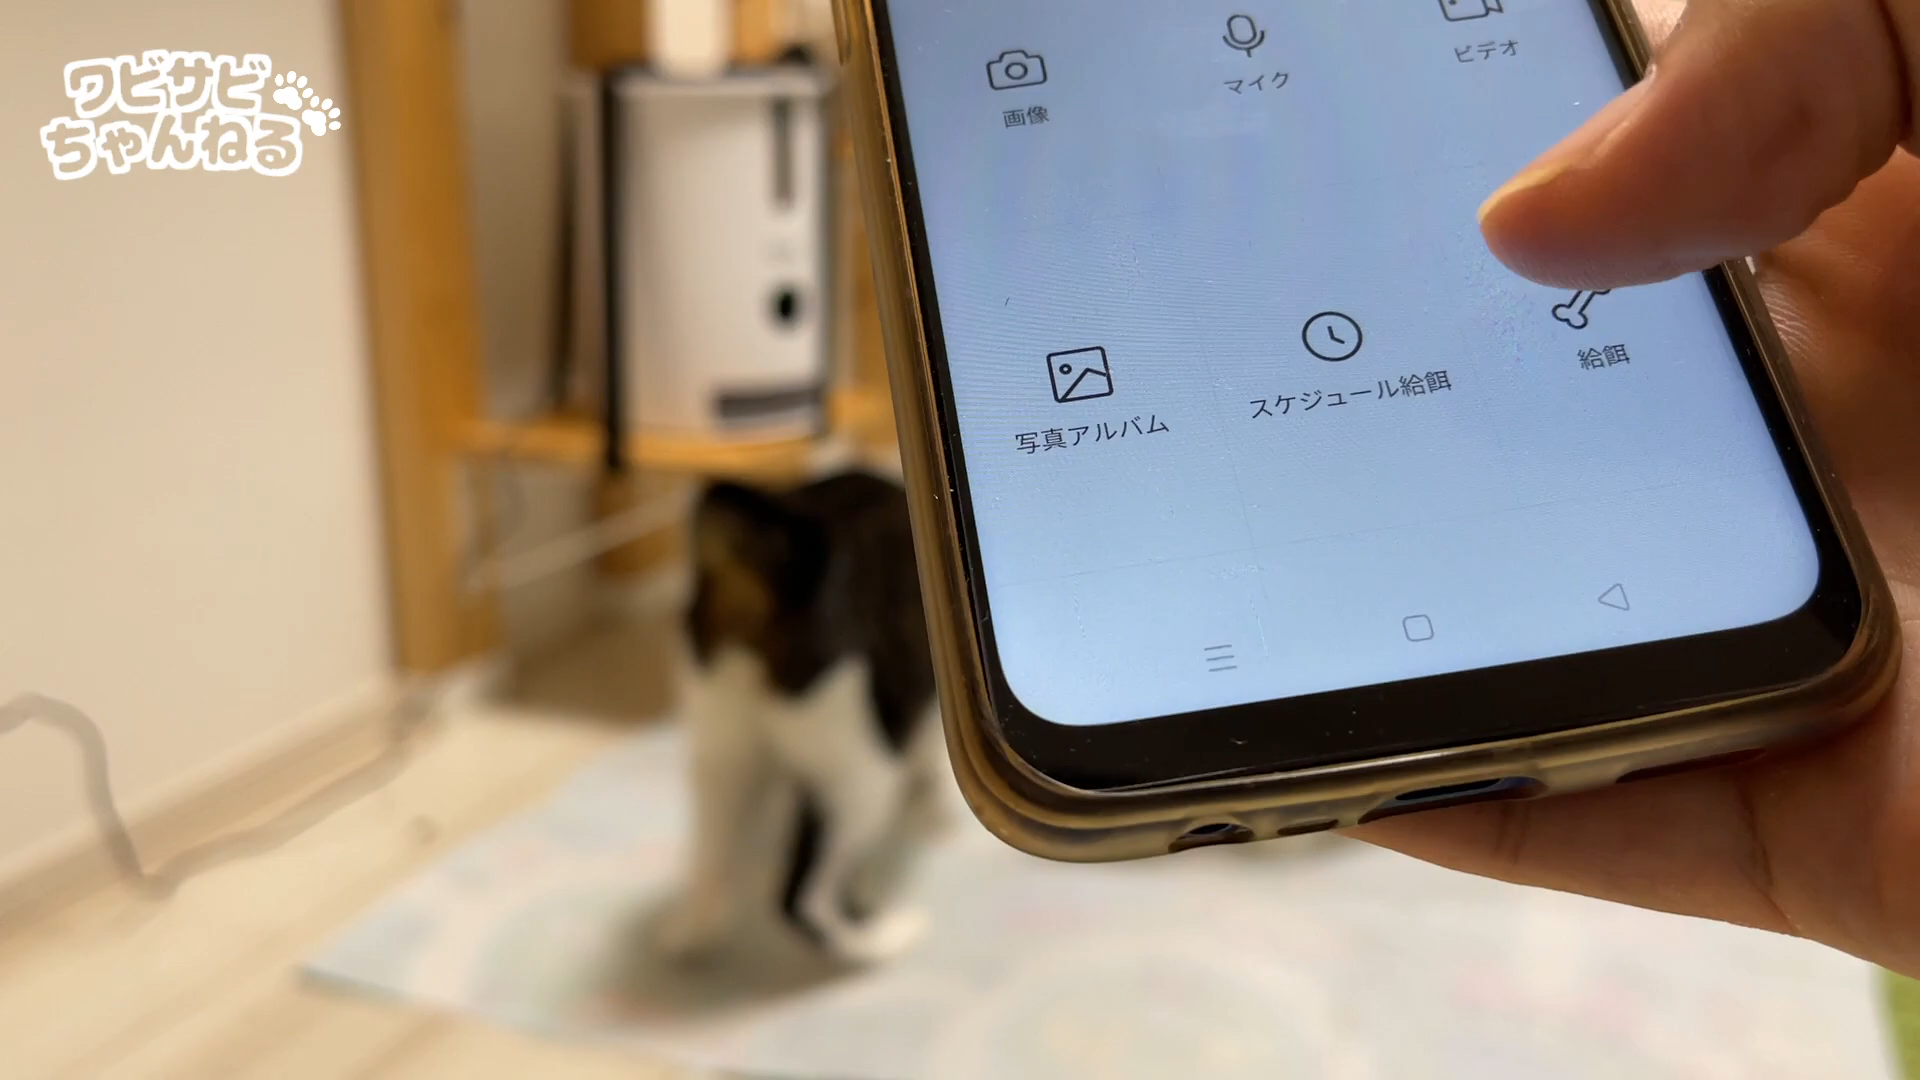 ワビサビ
ちゃんねる
画像
マイク
ビデオ
写真アルバム
スケジュール給餌
給餌